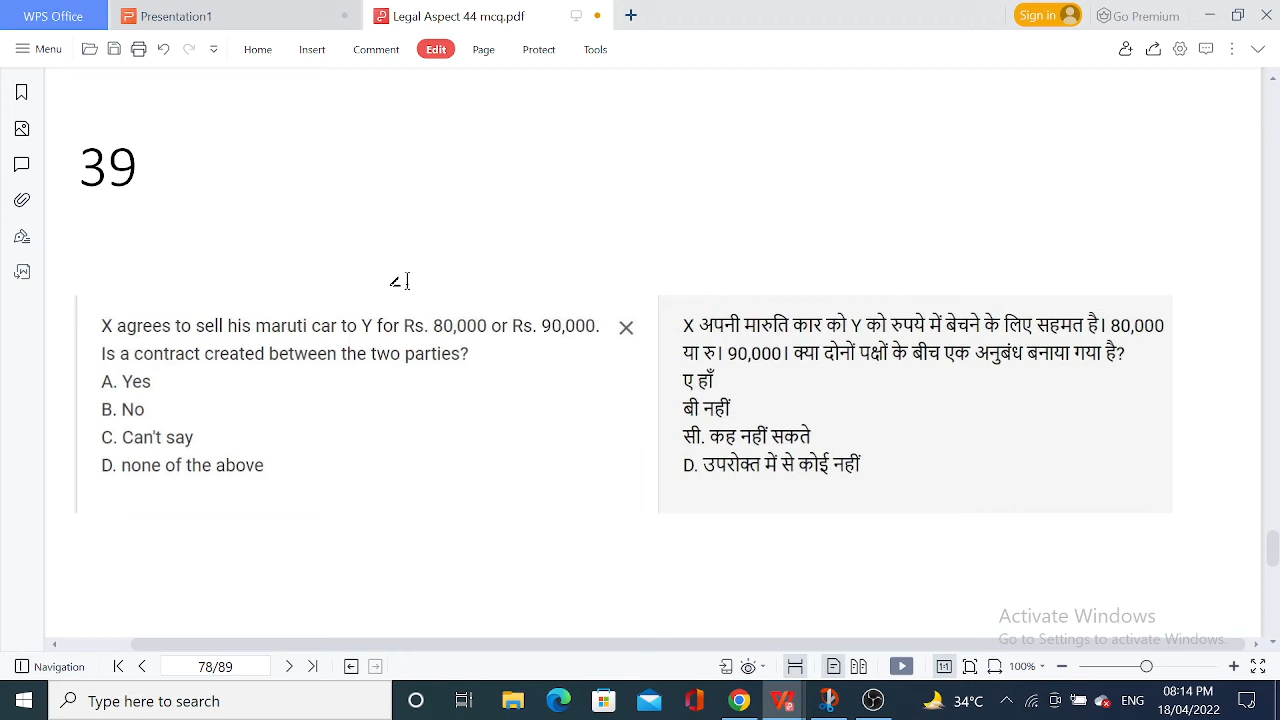 WPS Office
Presentation1
Legal Aspect 44 mcq.pdf
Sign in
Go Premium
Menu
Home
Insert
Comment
Edit
Page
Protect
Tools
39
X agrees to sell his maruti car to Y for Rs. 80,000 or Rs. 90,000.
Is a contract created between the two parties?
A. Yes
B. No
C. Can't say
D. none of the above
X अपनी मारुति कार को Y को रुपये में बेचने के लिए सहमत है। 80,000
या रु। 90,000। क्या दोनों पक्षों के बीच एक अनुबंध बनाया गया है?
ए हाँ
बी नहीं
सी. कह नहीं सकते
D. उपरोक्त में से कोई नहीं
Activate Windows
Go to Settings to activate Windows.
Navigation
78/89
100%
Type here to search
34°C
ENG
08:14 PM
18/04/2022